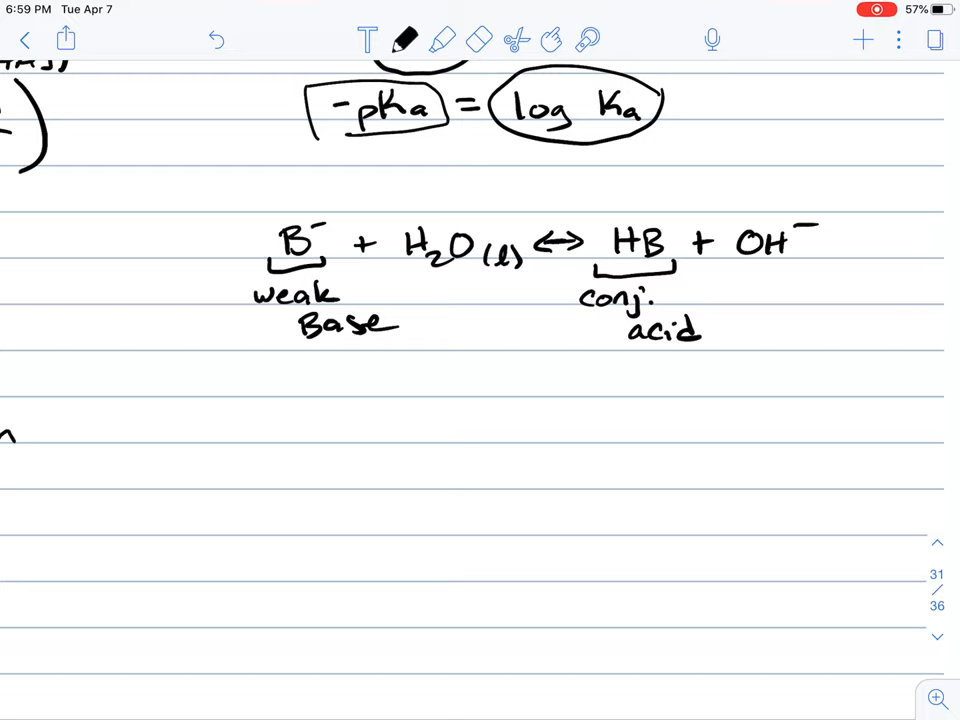 6:59 PM Tue Apr 7 57%
T
-pKa = log Ka
B⁻ + H₂O(l) ↔ HB + OH⁻
weak conj.
Base acid
31
/
36